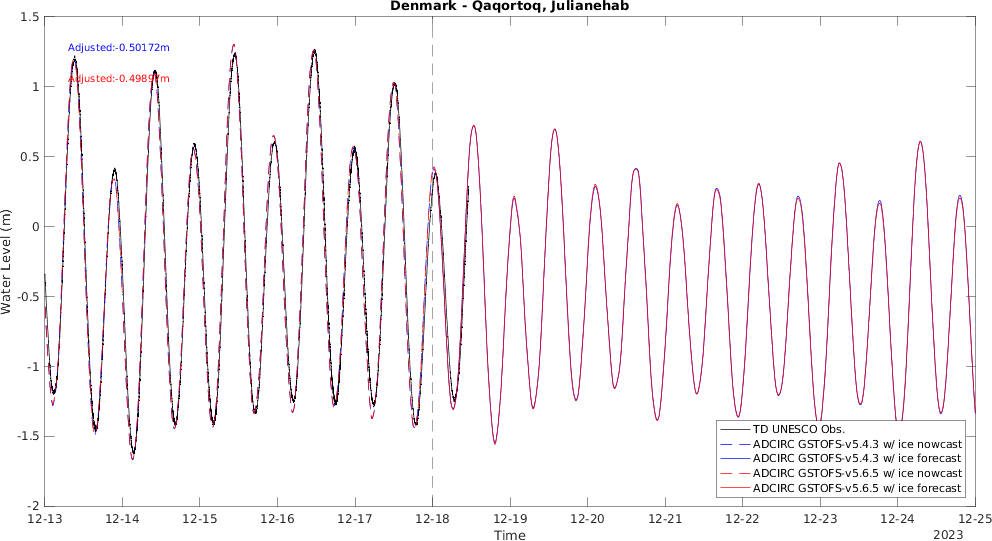 Denmark - Qaqortoq, Julianehab
1.5
1
0.5
0
-0.5
-1
-1.5
-2
Water Level (m)
Adjusted:-0.50172m
TD UNESCO Obs.
ADCIRC GSTOFS-v5.4.3 w/ ice nowcast
ADCIRC GSTOFS-v5.4.3 w/ ice forecast
ADCIRC GSTOFS-v5.6.5 w/ ice nowcast
ADCIRC GSTOFS-v5.6.5 w/ ice forecast
12-13 12-14 12-15 12-16 12-17 12-18 12-19 12-20 12-21 12-22 12-23 12-24 12-25
Time
2023